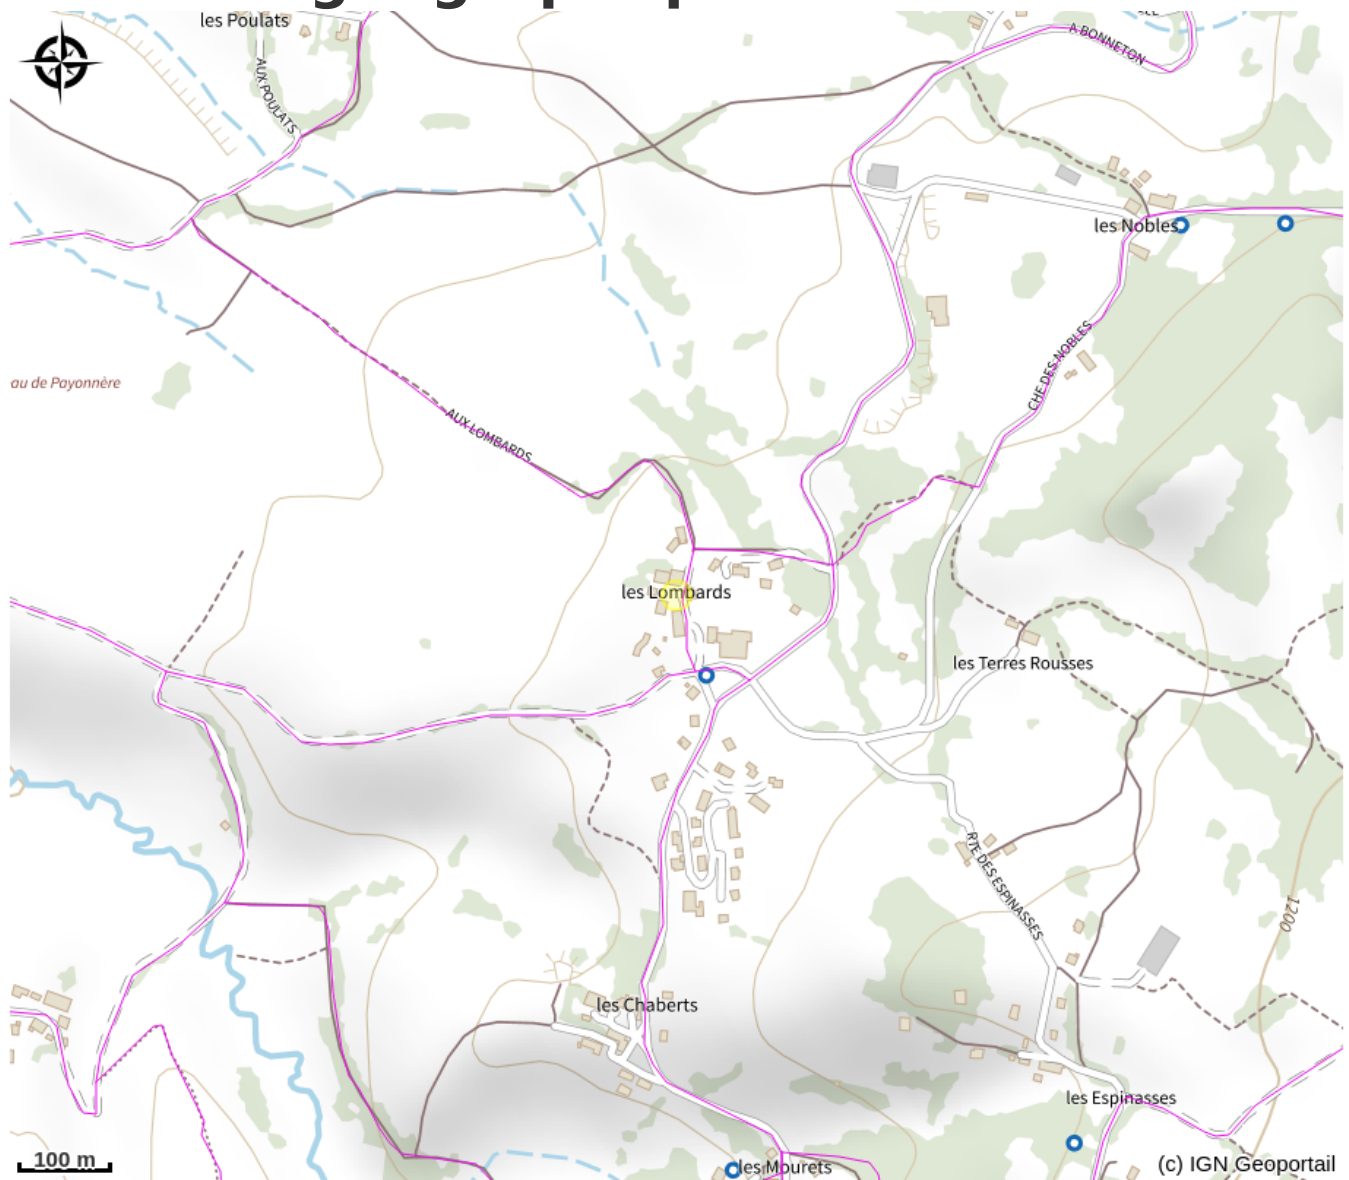 les Poulats
A BONNETON
AUX POULATS
les Nobles
CHE DES NOBLES
au de Payonnère
AUX LOMBARDS
les Lombards
les Terres Rousses
RTE DES ESPINASSES
1200
les Chaberts
les Espinasses
100 m
les Mourets
(c) IGN Geoportail